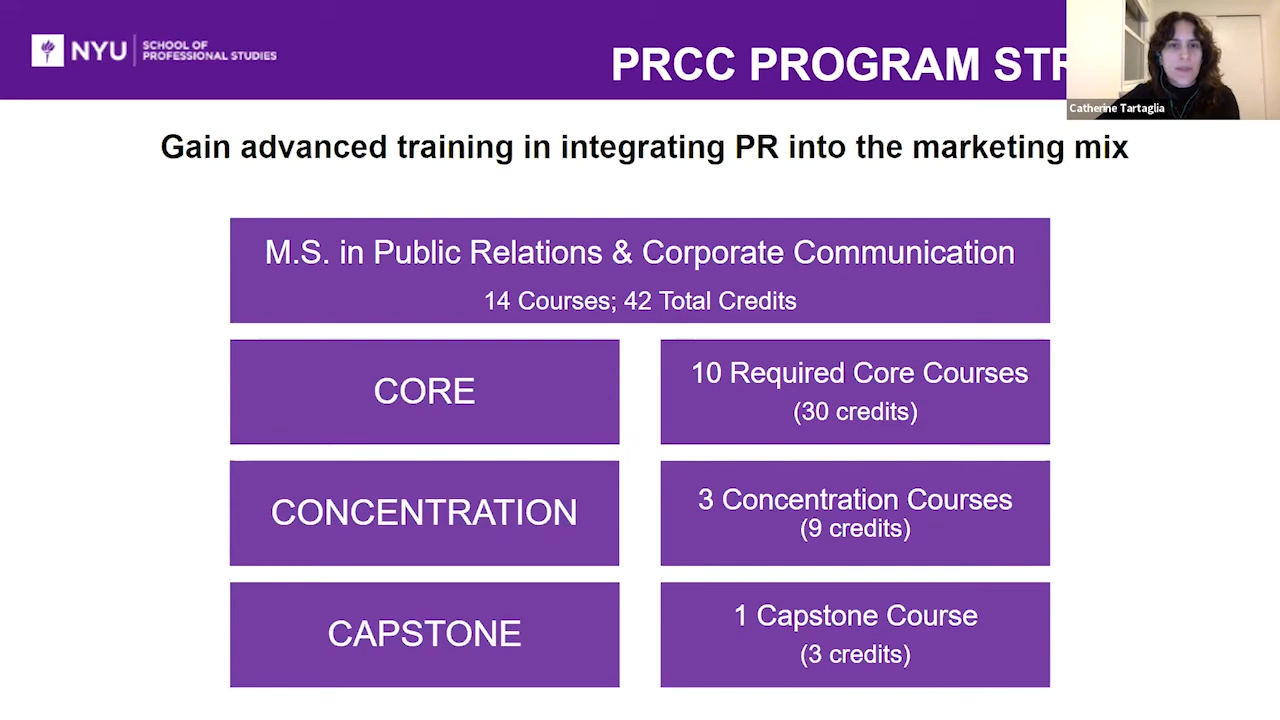 NYU
SCHOOL OF
PROFESSIONAL STUDIES
PRCC PROGRAM
Catherine Tartaglia
Gain advanced training in integrating PR into the marketing mix
M.S. in Public Relations & Corporate Communication
14 Courses; 42 Total Credits
CORE
10 Required Core Courses
(30 credits)
CONCENTRATION
3 Concentration Courses
(9 credits)
CAPSTONE
1 Capstone Course
(3 credits)